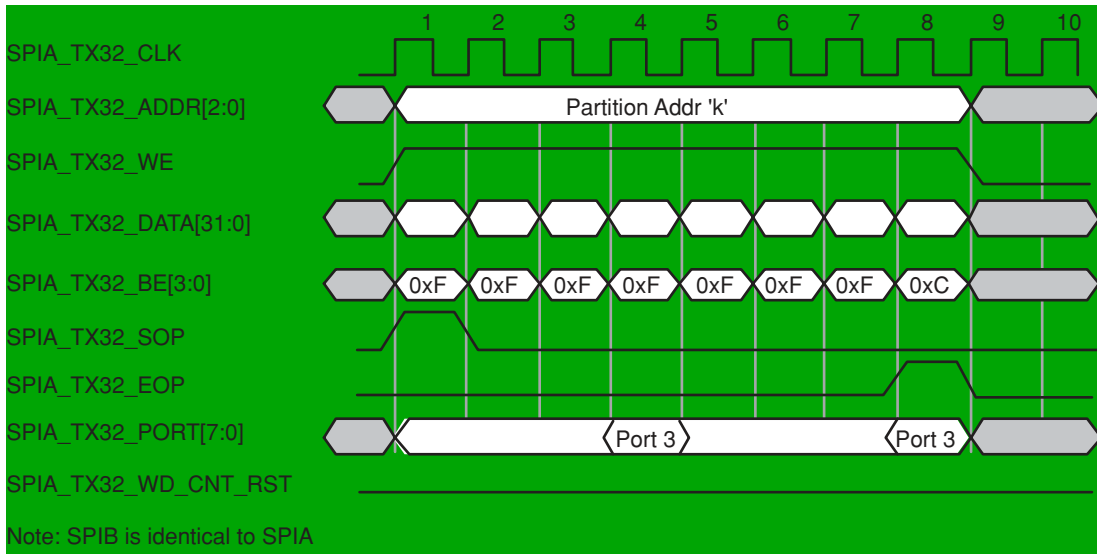 1 2 3 4 5 6 7 8 9 10
SPIA_TX32_CLK
SPIA_TX32_ADDR[2:0] Partition Addr 'k'
SPIA_TX32_WE
SPIA_TX32_DATA[31:0]
SPIA_TX32_BE[3:0] 0xF 0xF 0xF 0xF 0xF 0xF 0xF 0xC
SPIA_TX32_SOP
SPIA_TX32_EOP
SPIA_TX32_PORT[7:0] Port 3 Port 3
SPIA_TX32_WD_CNT_RST
Note: SPIB is identical to SPIA